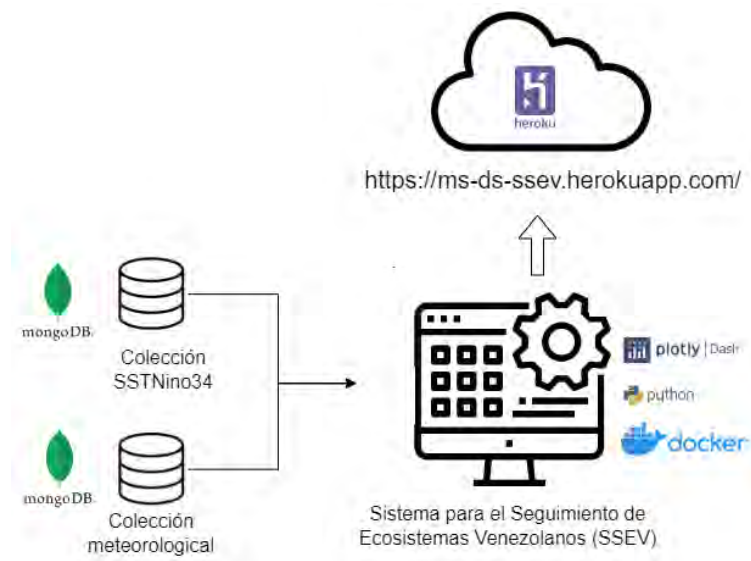 heroku
https://ms-ds-ssev.herokuapp.com/
mongoDB.
Colección
SSTNino34
plotly | Dash
python
docker
mongoDB.
Colección
meteorological
Sistema para el Seguimiento de
Ecosistemas Venezolanos (SSEV)